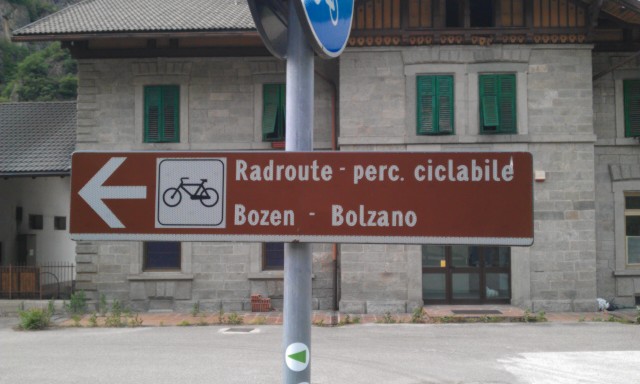 Radroute - perc. ciclabile
Bozen - Bolzano